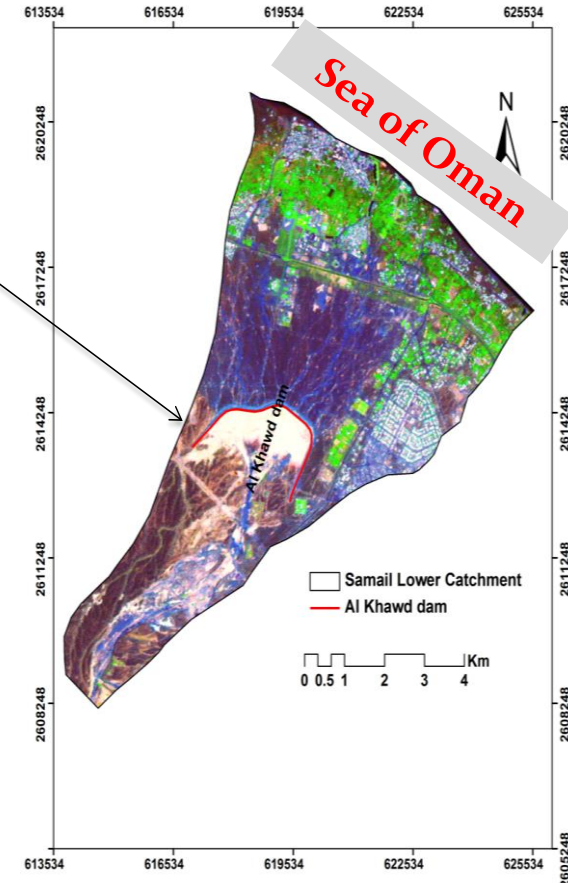 613534 616534 619534 622534 625534
Sea of Oman
N
2620248 2620248
2617248 2617248
2614248 2614248
Al Khawd dam
2611248 2611248
Samail Lower Catchment
Al Khawd dam
Km
0 0.5 1 2 3 4
2608248 2608248
2605248
613534 616534 619534 622534 625534